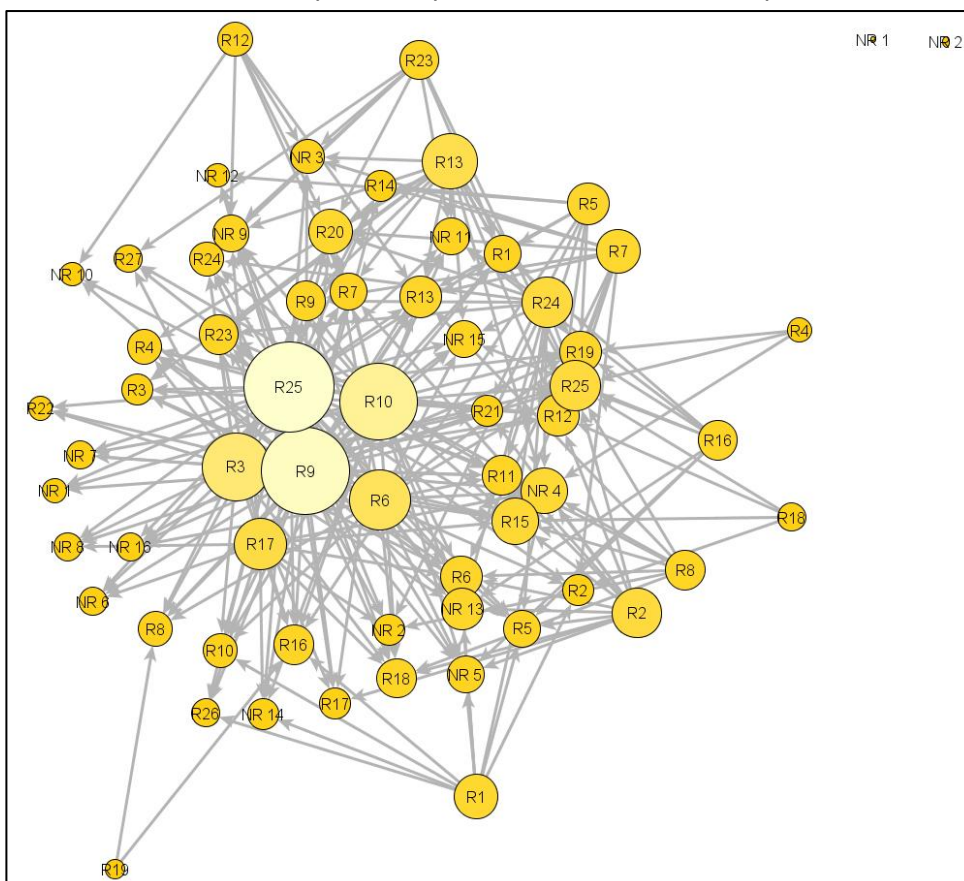 R12
NR 1
NR 2
R23
NR 3
R13
NR 12
R14
R5
NR 9
R20
NR 11
R7
R24
R1
R27
NR 10
R7
R9
R13
R24
R4
R23
NR 15
R4
R19
R3
R25
R10
R25
R22
R21
R12
R16
NR 7
R3
R9
R11
NR 1
R6
NR 4
R15
R18
NR 8
NR 16
R17
R8
R6
R2
NR 6
NR 13
R2
R8
NR 2
R5
R10
R16
R18
NR 5
R17
R26
NR 14
R1
R19